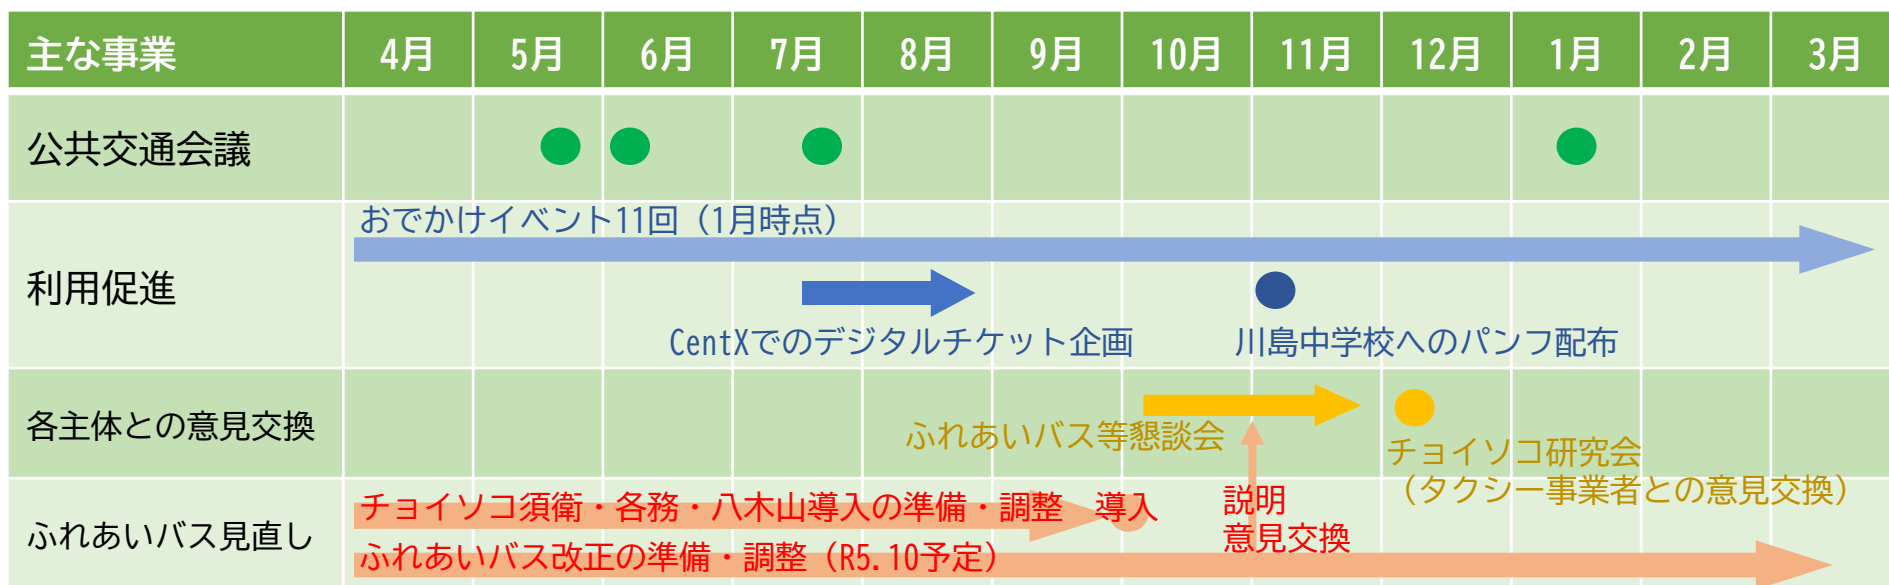 主な事業 4月 5月 6月 7月 8月 9月 10月 11月 12月 1月 2月 3月
公共交通会議
おでかけイベント11回（1月時点）
利用促進
CentXでのデジタルチケット企画 川島中学校へのパンフ配布
各主体との意見交換
ふれあいバス等懇談会
チョイソコ研究会
（タクシー事業者との意見交換）
ふれあいバス見直し
チョイソコ須衛・各務・八木山導入の準備・調整 導入
説明
意見交換
ふれあいバス改正の準備・調整（R5.10予定）